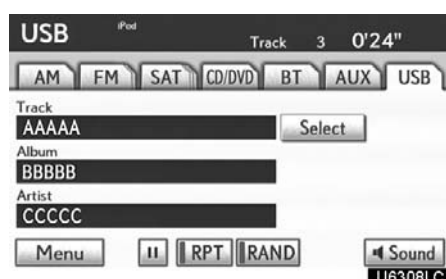 USB iPod Track 3 0'24"
AM FM SAT CD/DVD BT AUX USB
Track
AAAAA Select
Album
BBBBB
Artist
CCCCC
Menu II RPT RAND Sound
U6308LC